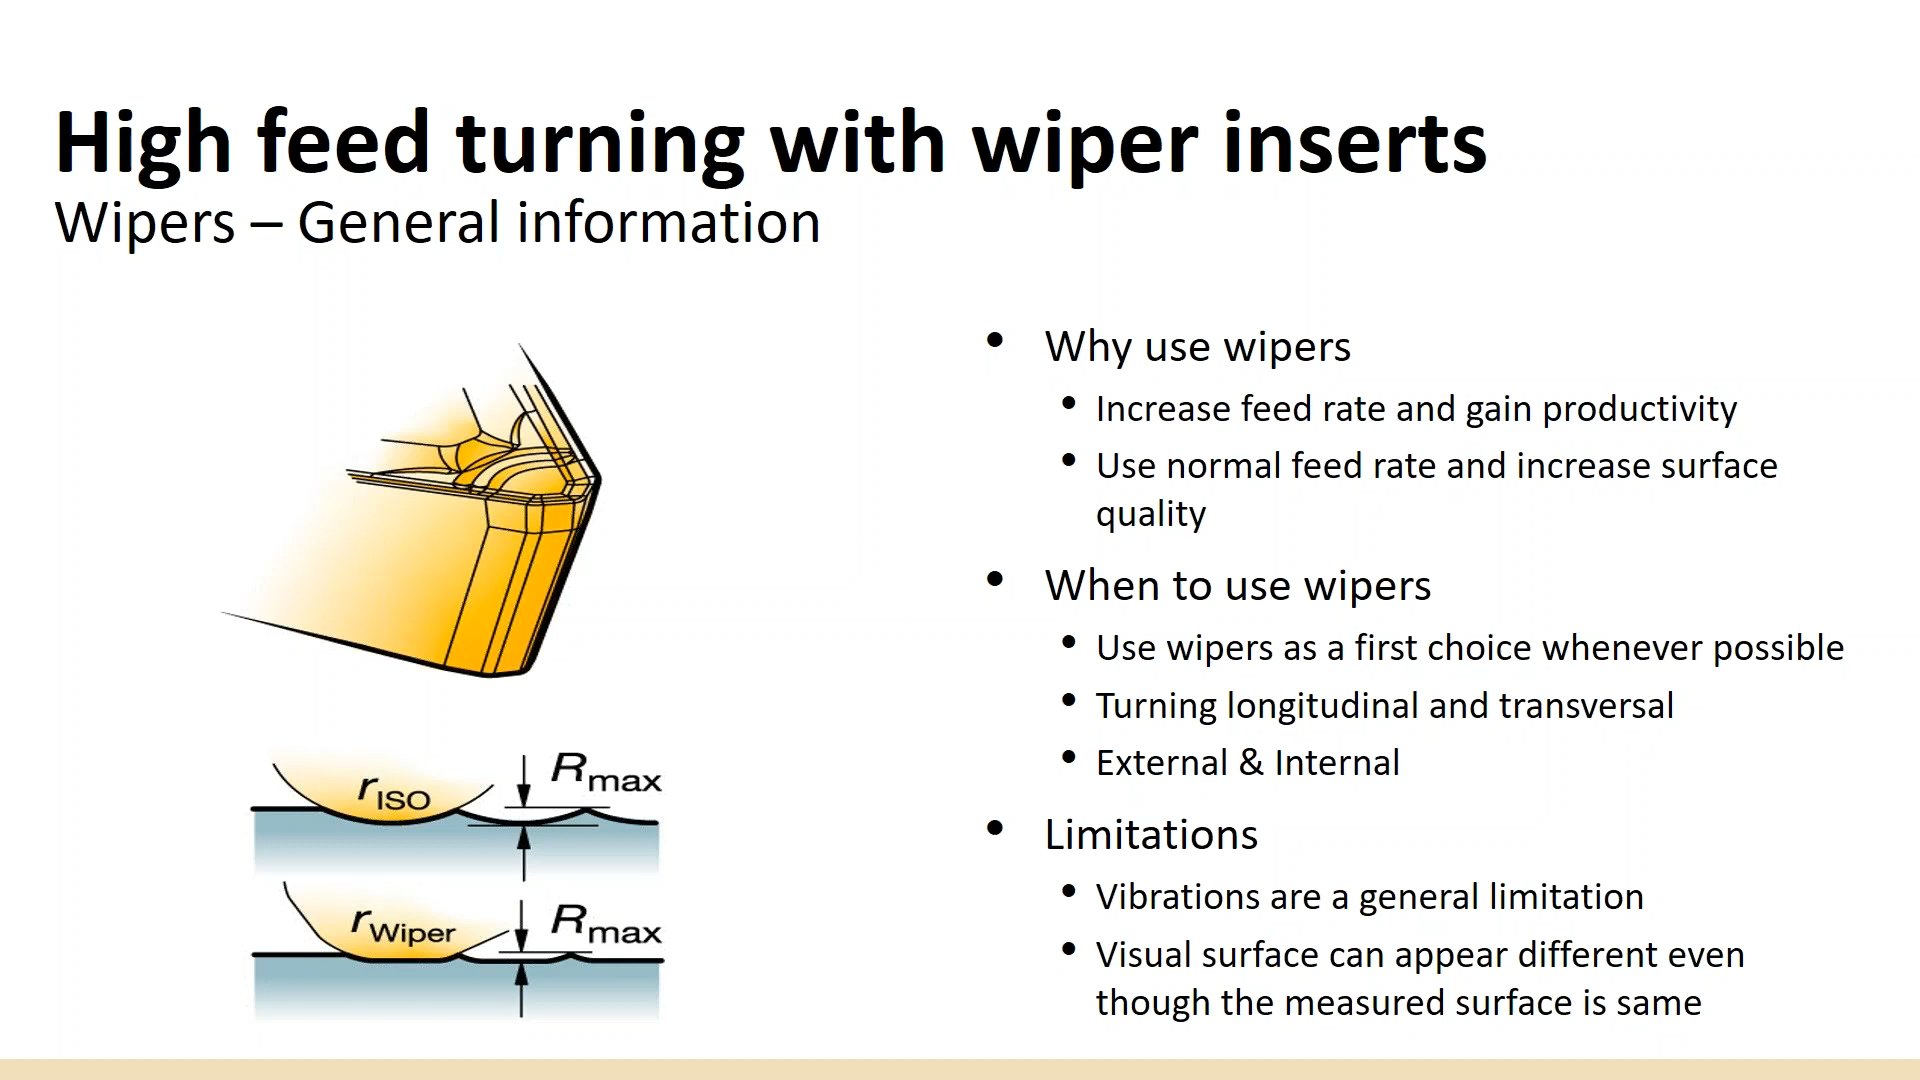 High feed turning with wiper inserts
Wipers – General information
• Why use wipers
• Increase feed rate and gain productivity
• Use normal feed rate and increase surface
quality
• When to use wipers
• Use wipers as a first choice whenever possible
• Turning longitudinal and transversal
• External & Internal
• Limitations
• Vibrations are a general limitation
• Visual surface can appear different even
though the measured surface is same
rISO
Rmax
rWiper
Rmax